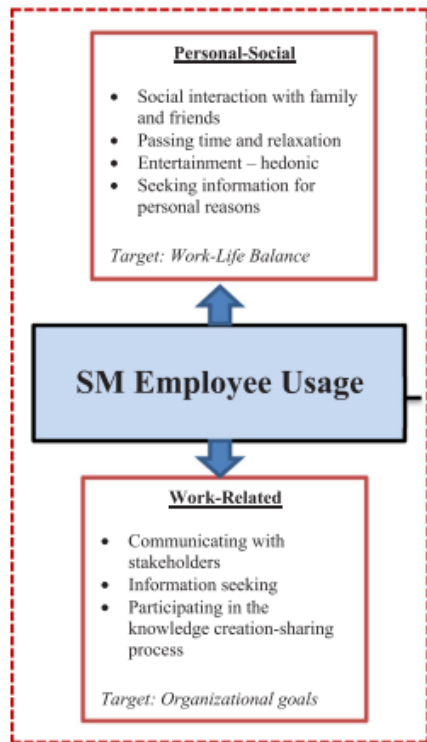 Personal-Social
• Social interaction with family
and friends
• Passing time and relaxation
• Entertainment – hedonic
• Seeking information for
personal reasons
Target: Work-Life Balance
SM Employee Usage
Work-Related
• Communicating with
stakeholders
• Information seeking
• Participating in the
knowledge creation-sharing
process
Target: Organizational goals